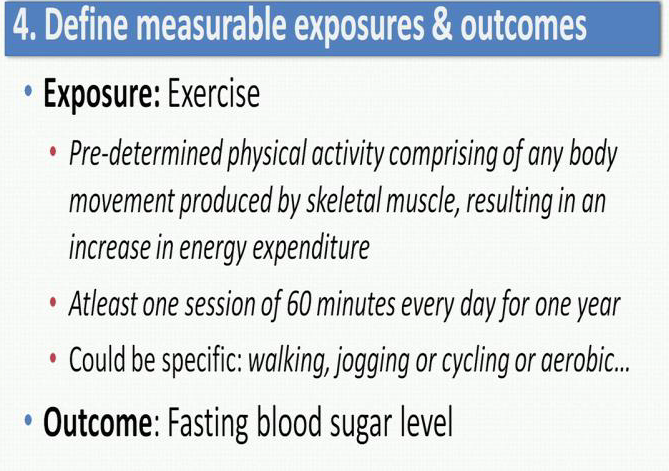 4. Define measurable exposures & outcomes
• Exposure: Exercise
• Pre-determined physical activity comprising of any body
movement produced by skeletal muscle, resulting in an
increase in energy expenditure
• Atleast one session of 60 minutes every day for one year
• Could be specific: walking, jogging or cycling or aerobic...
• Outcome: Fasting blood sugar level